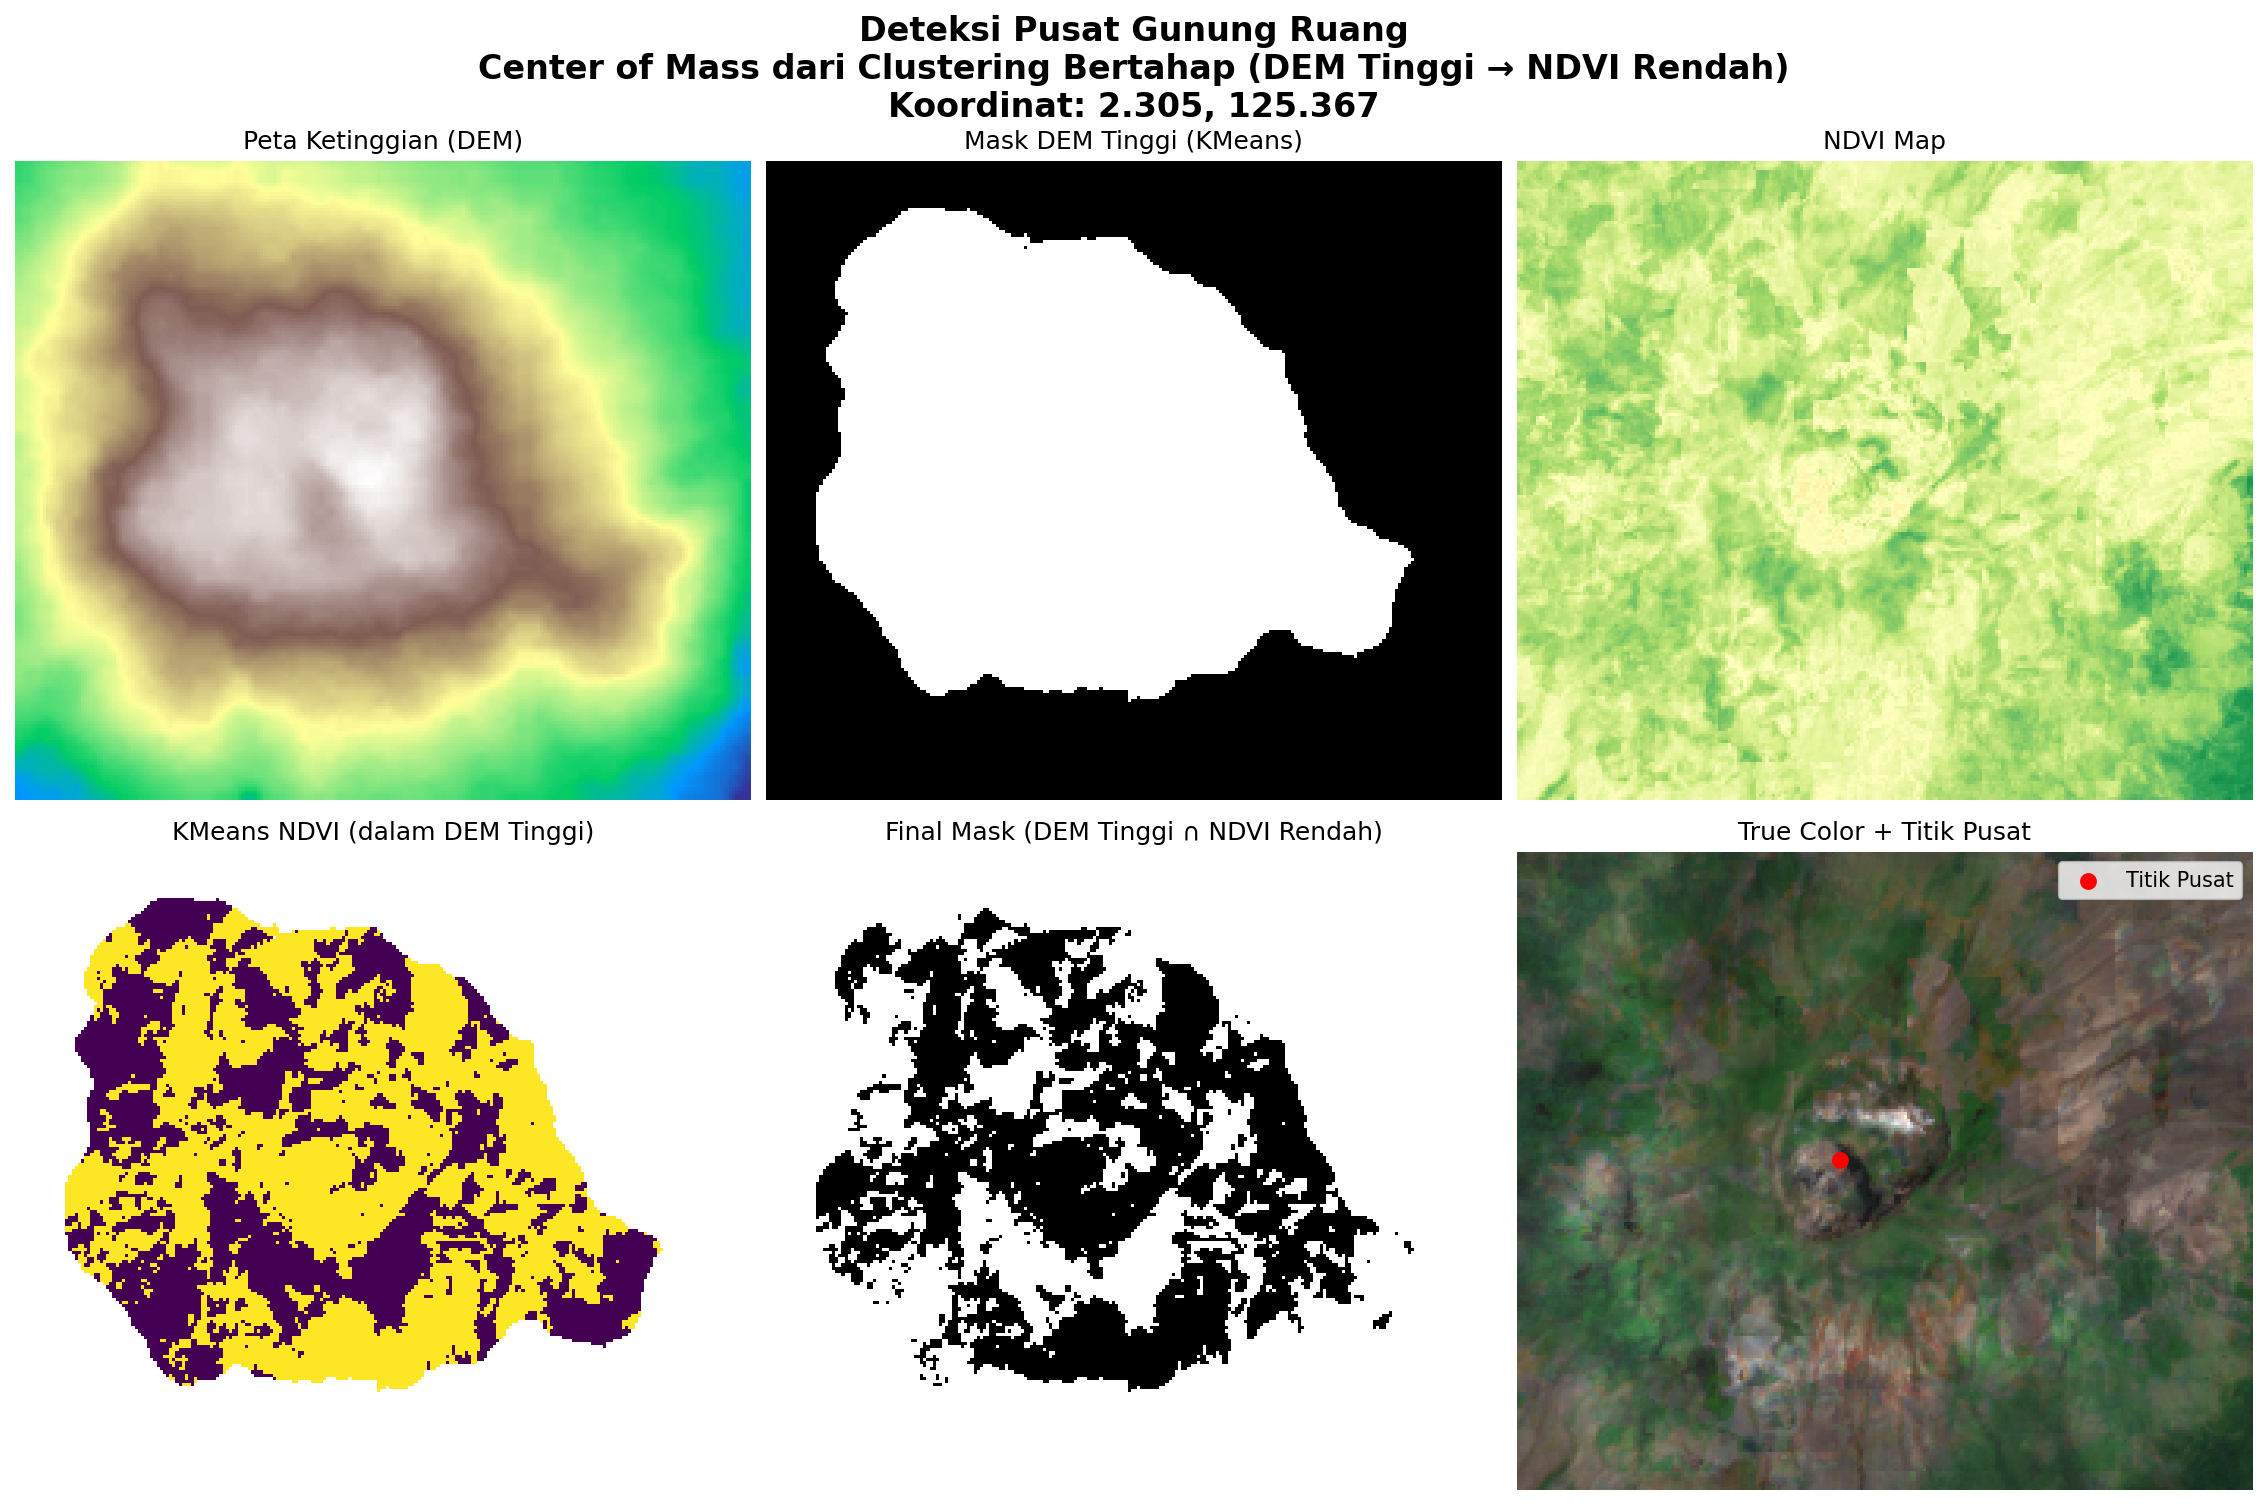 Deteksi Pusat Gunung Ruang
Center of Mass dari Clustering Bertahap (DEM Tinggi → NDVI Rendah)
Koordinat: 2.305, 125.367
Peta Ketinggian (DEM)
Mask DEM Tinggi (KMeans)
NDVI Map
KMeans NDVI (dalam DEM Tinggi)
Final Mask (DEM Tinggi ∩ NDVI Rendah)
True Color + Titik Pusat
Titik Pusat